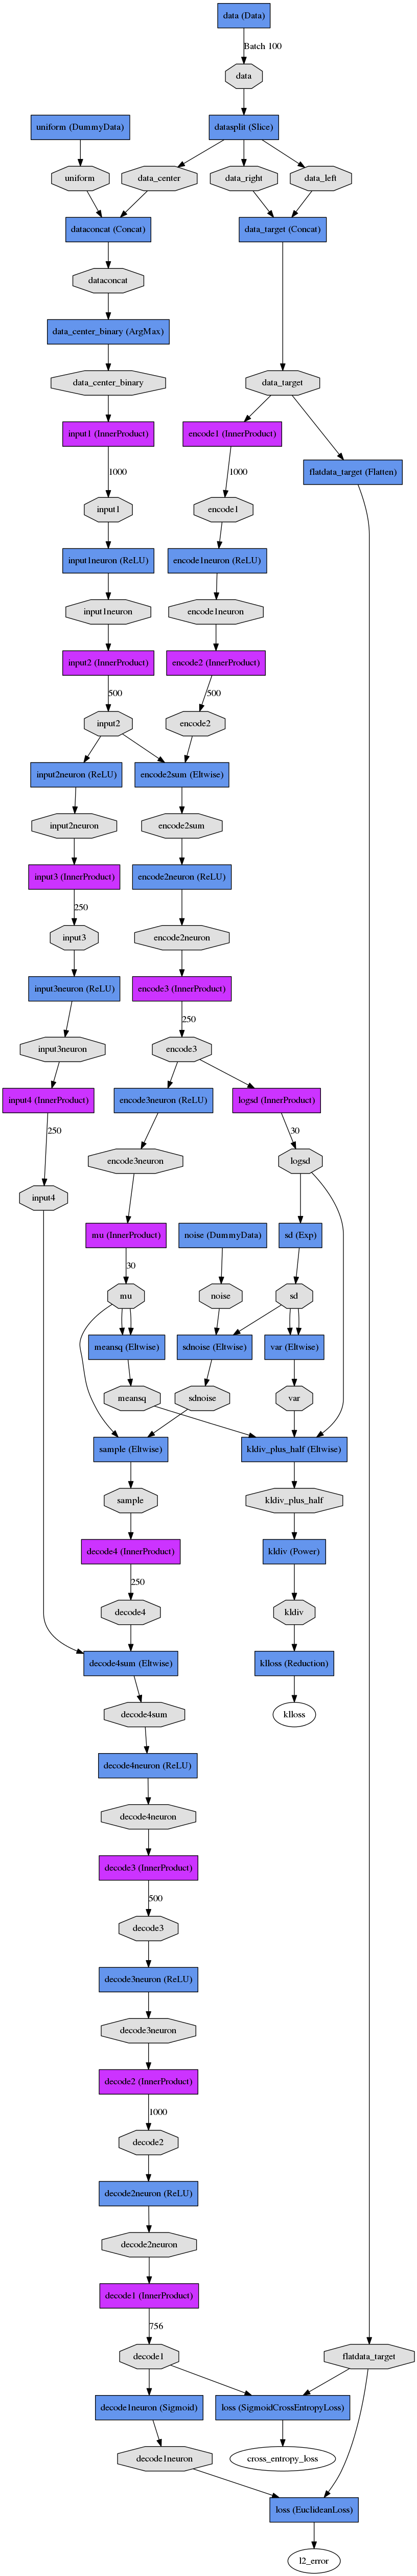 data (Data)
Batch 100
data
uniform (DummyData)
datasplit (Slice)
uniform
data_center
data_right
data_left
dataconcat (Concat)
data_target (Concat)
dataconcat
data_center_binary (ArgMax)
data_center_binary
data_target
input1 (InnerProduct)
encode1 (InnerProduct)
flatdata_target (Flatten)
1000
1000
input1
encode1
input1neuron (ReLU)
encode1neuron (ReLU)
input1neuron
encode1neuron
input2 (InnerProduct)
encode2 (InnerProduct)
500
500
input2
encode2
input2neuron (ReLU)
encode2sum (Eltwise)
input2neuron
encode2sum
input3 (InnerProduct)
encode2neuron (ReLU)
250
input3
encode2neuron
input3neuron (ReLU)
encode3 (InnerProduct)
250
input3neuron
encode3
input4 (InnerProduct)
encode3neuron (ReLU)
logsd (InnerProduct)
250
30
encode3neuron
logsd
input4
mu (InnerProduct)
noise (DummyData)
sd (Exp)
30
mu
noise
sd
meansq (Eltwise)
sdnoise (Eltwise)
var (Eltwise)
meansq
sdnoise
var
sample (Eltwise)
kldiv_plus_half (Eltwise)
sample
kldiv_plus_half
decode4 (InnerProduct)
kldiv (Power)
250
decode4
kldiv
decode4sum (Eltwise)
klloss (Reduction)
decode4sum
klloss
decode4neuron (ReLU)
decode4neuron
decode3 (InnerProduct)
500
decode3
decode3neuron (ReLU)
decode3neuron
decode2 (InnerProduct)
1000
decode2
decode2neuron (ReLU)
decode2neuron
decode1 (InnerProduct)
756
decode1
flatdata_target
decode1neuron (Sigmoid)
loss (SigmoidCrossEntropyLoss)
decode1neuron
cross_entropy_loss
loss (EuclideanLoss)
l2_error